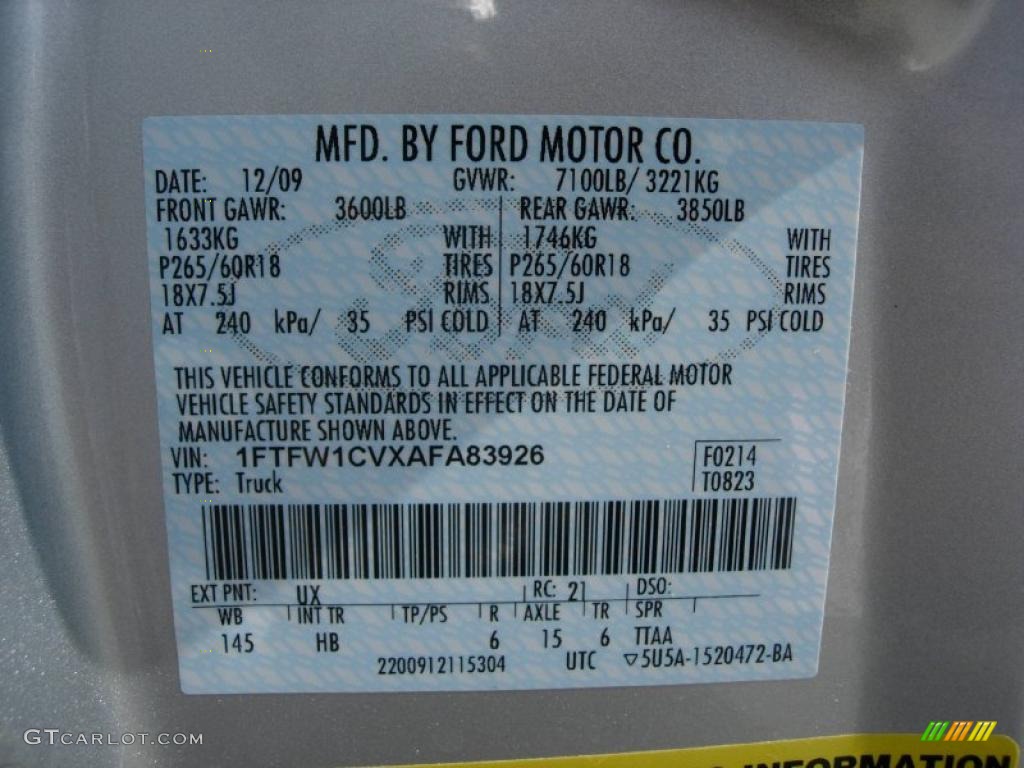 MFD. BY FORD MOTOR CO.
DATE: 12/09 GVWR: 7100LB/ 3221KG
FRONT GAWR: 3600LB REAR GAWR: 3850LB
1633KG WITH 1746KG WITH
P265/60R18 TIRES P265/60R18 TIRES
18X7.5J RIMS 18X7.5J RIMS
AT 240 kPa/ 35 PSI COLD AT 240 kPa/ 35 PSI COLD
THIS VEHICLE CONFORMS TO ALL APPLICABLE FEDERAL MOTOR
VEHICLE SAFETY STANDARDS IN EFFECT ON THE DATE OF
MANUFACTURE SHOWN ABOVE.
VIN: 1FTFW1CVXAFA83926 F0214
TYPE: Truck T0823
EXT PNT: UX RC: 21 DSO:
WB INT TR TP/PS R AXLE TR SPR
145 HB 6 15 6 TTAA
2200912115304 UTC ▽5U5A-1520472-BA
GTCARLOT.COM
INFORMATION